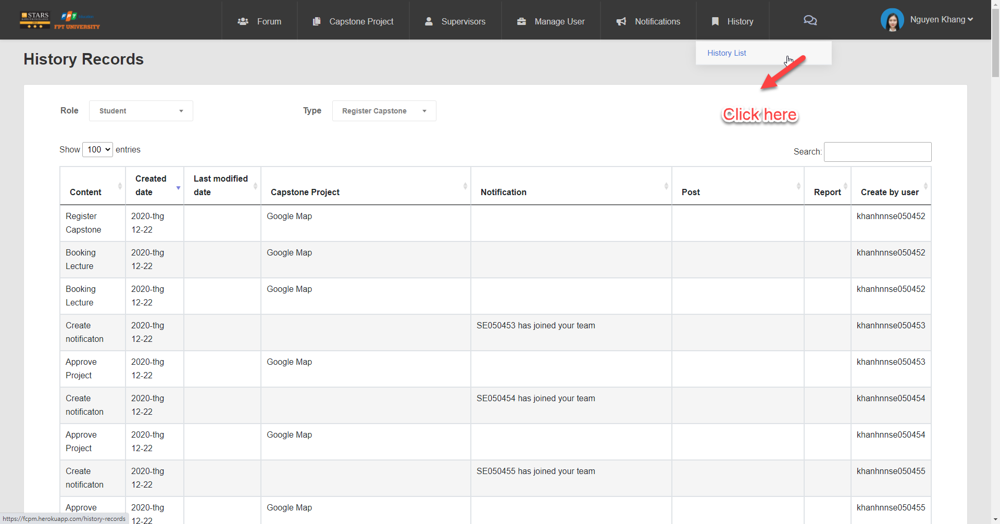 STARS
FPT Education
FPT UNIVERSITY
Forum
Capstone Project
Supervisors
Manage User
Notifications
History
Nguyen Khang
History List
History Records
Click here
Role Student
Type Register Capstone
Show 100 entries
Search:
Content
Created date
Last modified date
Capstone Project
Notification
Post
Report
Create by user
Register Capstone 2020-thg 12-22 Google Map khanhnnse050452
Booking Lecture 2020-thg 12-22 Google Map khanhnnse050452
Booking Lecture 2020-thg 12-22 Google Map khanhnnse050452
Create notificaton 2020-thg 12-22 SE050453 has joined your team khanhnnse050453
Approve Project 2020-thg 12-22 Google Map khanhnnse050453
Create notificaton 2020-thg 12-22 SE050454 has joined your team khanhnnse050454
Approve Project 2020-thg 12-22 Google Map khanhnnse050454
Create notificaton 2020-thg 12-22 SE050455 has joined your team khanhnnse050455
Approve 2020-thg 12-22 Google Map khanhnnse050455
https://fcpm.herokuapp.com/history-records